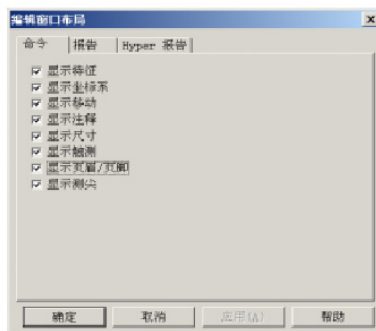 编辑窗口布局
命令 报告 Hyper 报告
显示特征
显示坐标系
显示移动
显示注释
显示尺寸
显示触测
显示页眉/页脚
显示测尖
确定 取消 应用(A) 帮助